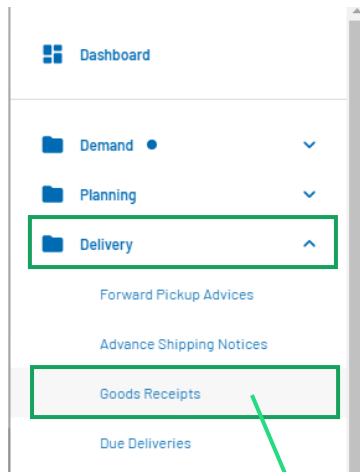 Dashboard
Demand
Planning
Delivery
Forward Pickup Advices
Advance Shipping Notices
Goods Receipts
Due Deliveries